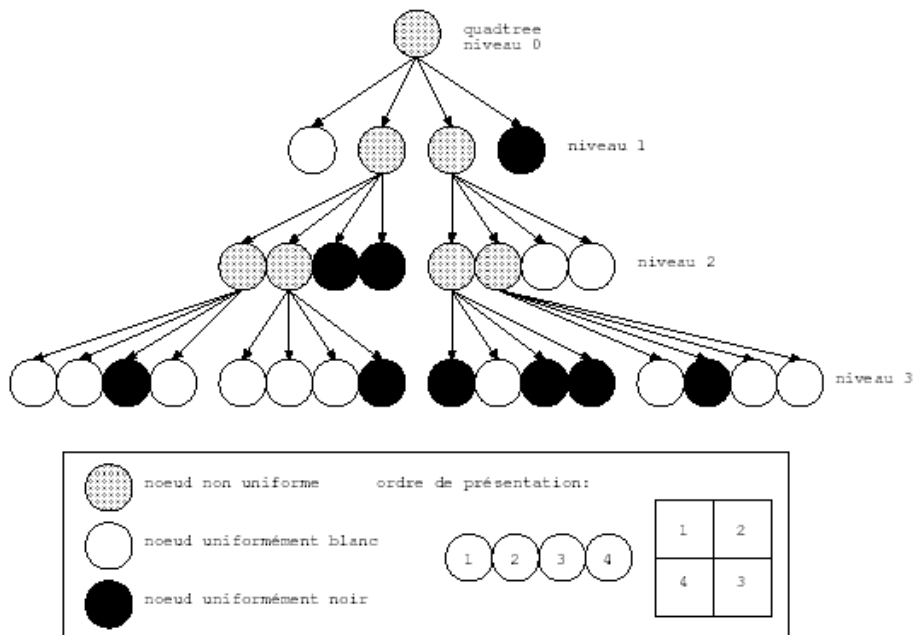 quadtree
niveau 0
niveau 1
niveau 2
niveau 3
noeud non uniforme
ordre de présentation:
noeud uniformément blanc
noeud uniformément noir
1 2 3 4
1 2
4 3